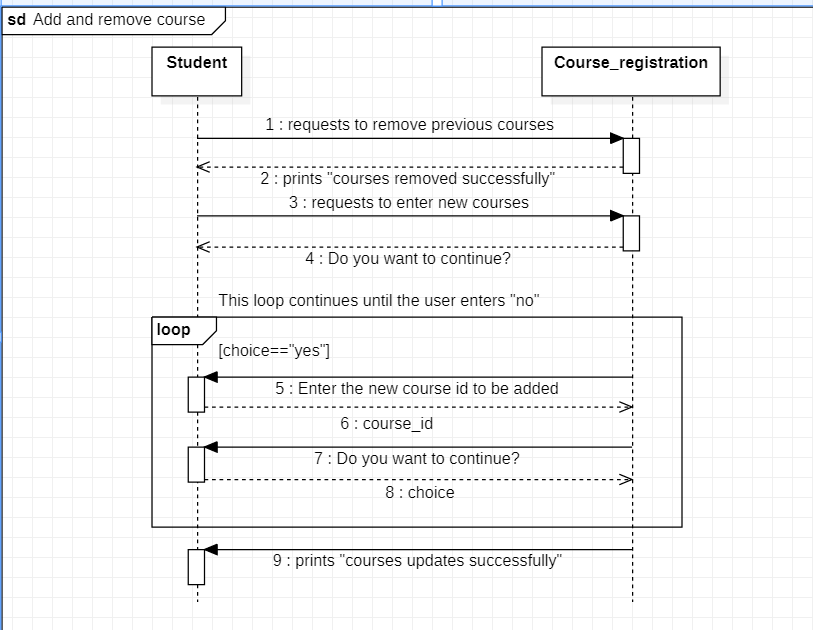 sd Add and remove course
Student
Course_registration
1 : requests to remove previous courses
2 : prints "courses removed successfully"
3 : requests to enter new courses
4 : Do you want to continue?
This loop continues until the user enters "no"
loop
[choice=="yes"]
5 : Enter the new course id to be added
6 : course_id
7 : Do you want to continue?
8 : choice
9 : prints "courses updates successfully"